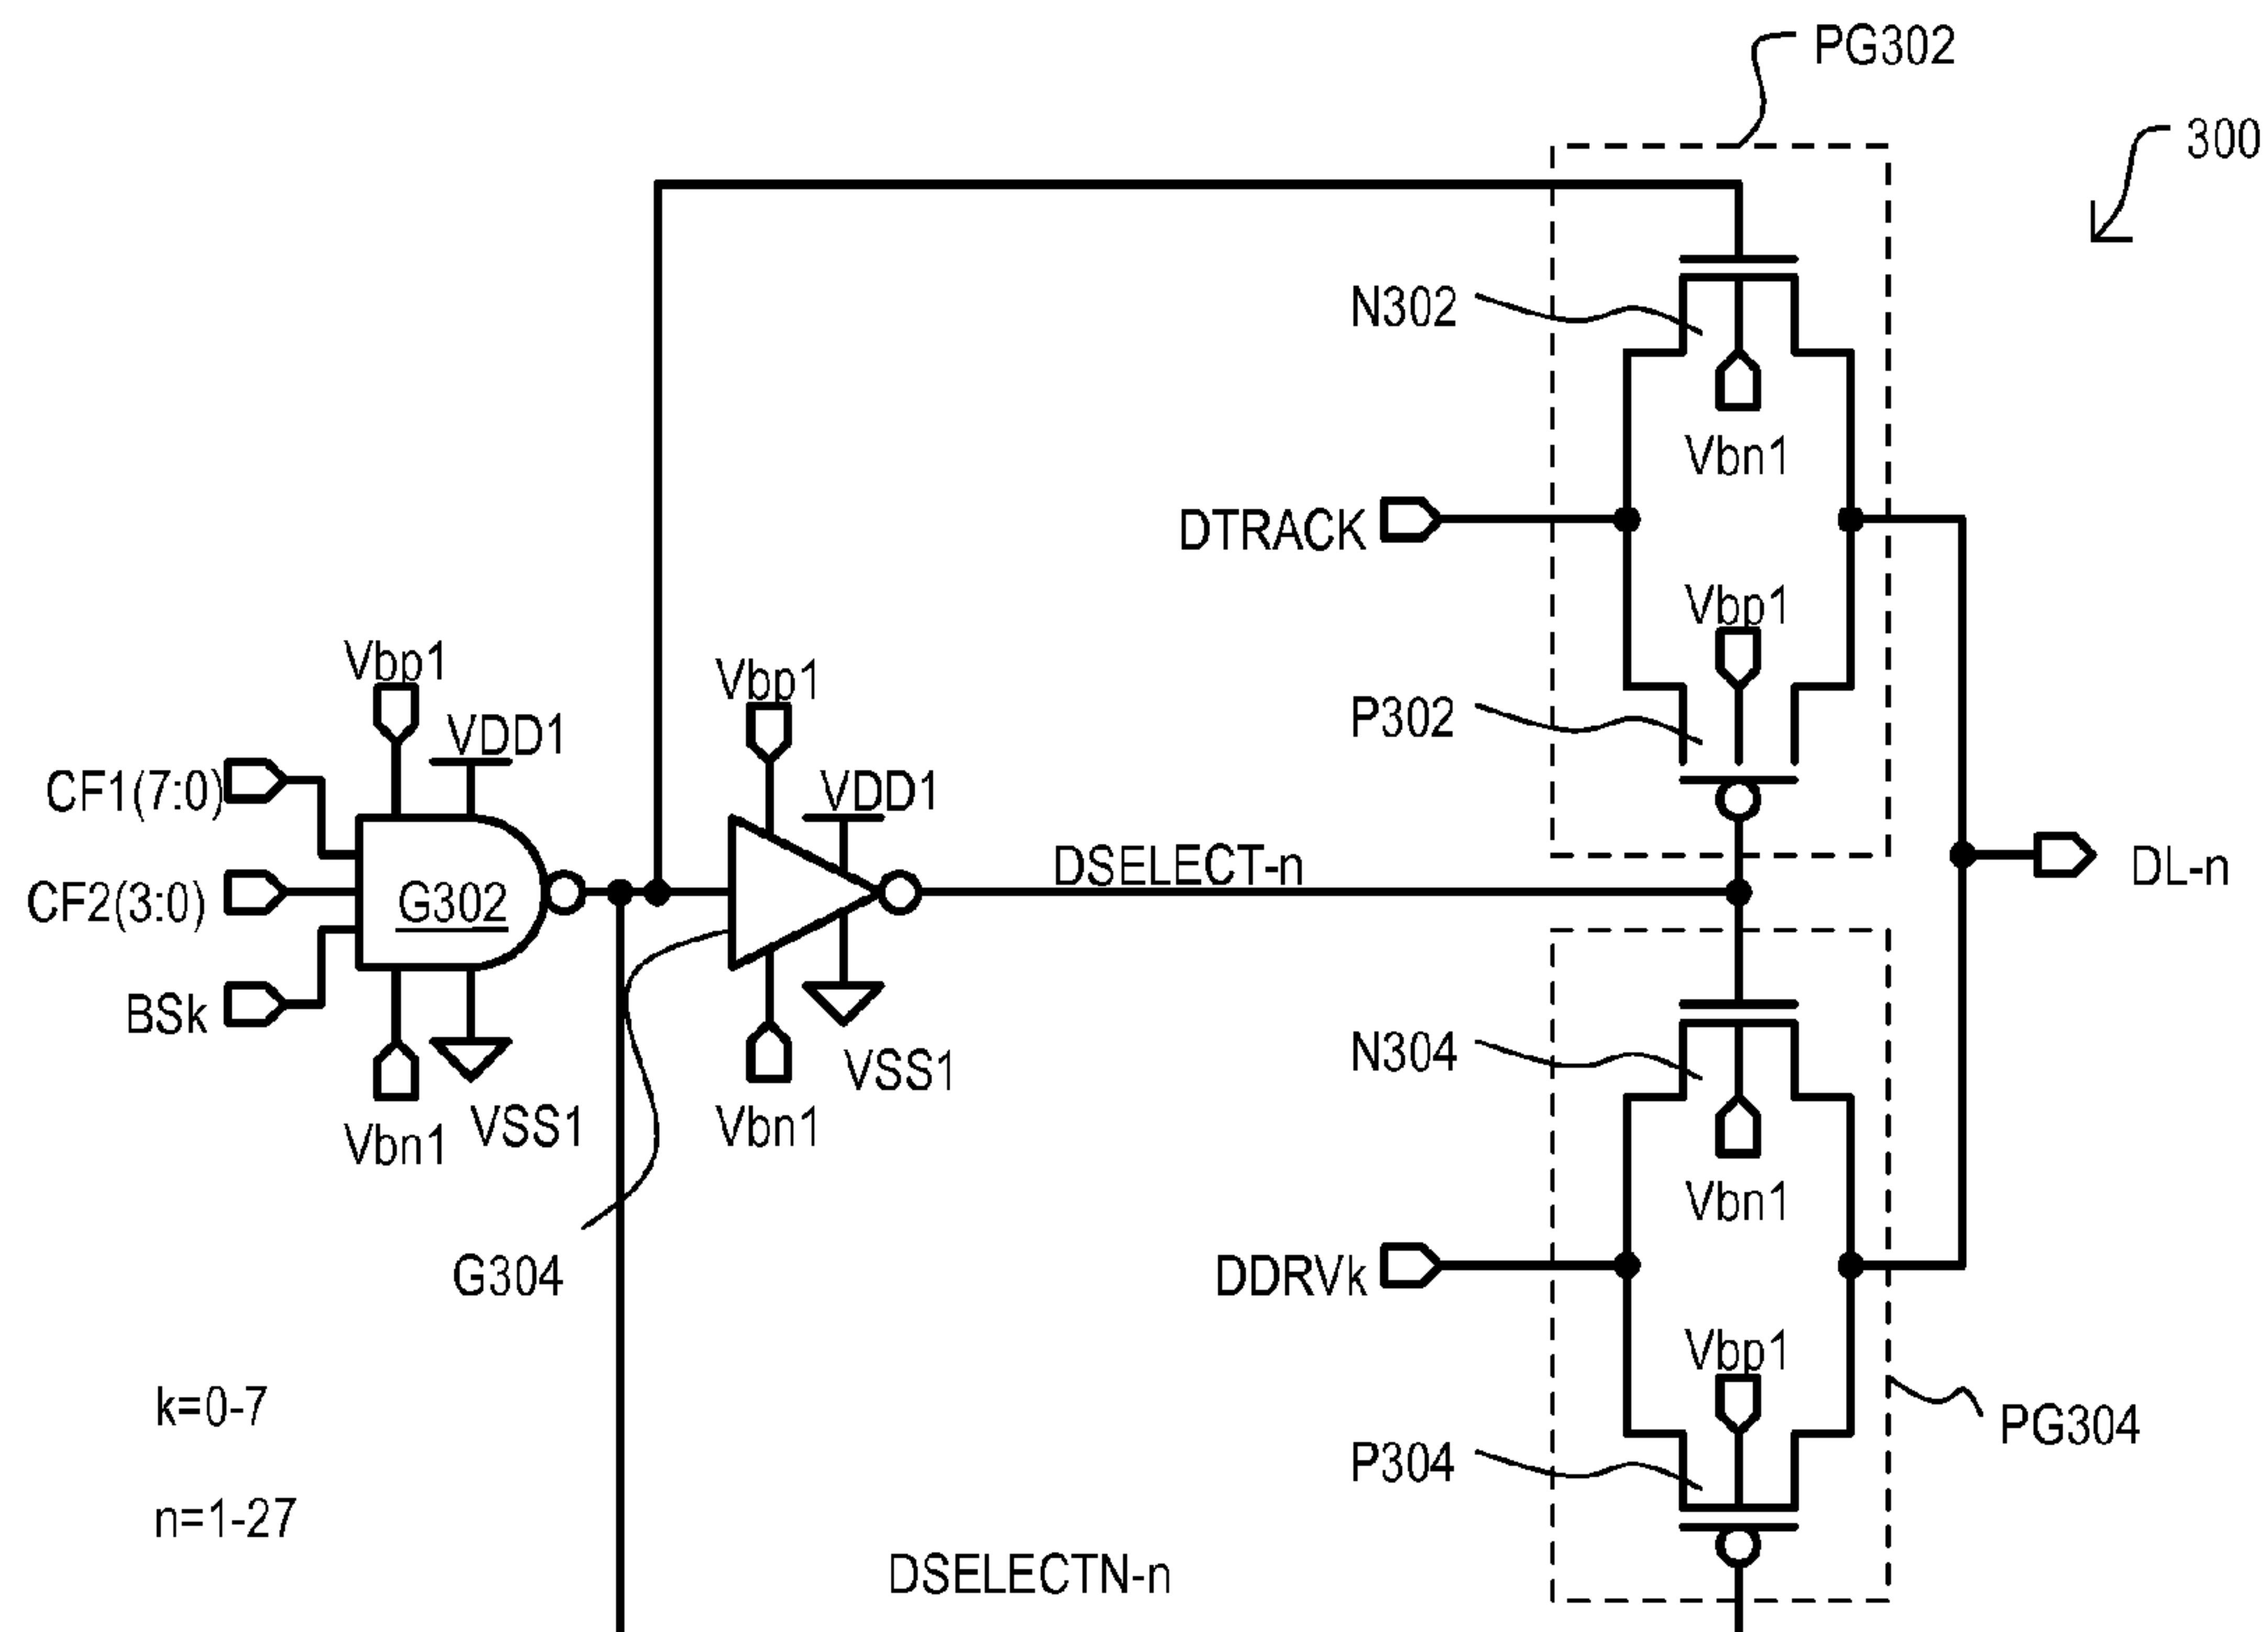 PG302
300
N302
Vbn1
DTRACK
Vbp1
Vbp1
Vbp1
P302
VDD1
VDD1
CF1(7:0)
DSELECT-n
DL-n
CF2(3:0)
G302
BSk
N304
VSS1
VSS1
Vbn1
Vbn1
Vbn1
G304
DDRVk
Vbp1
k=0-7
PG304
P304
n=1-27
DSELECTN-n